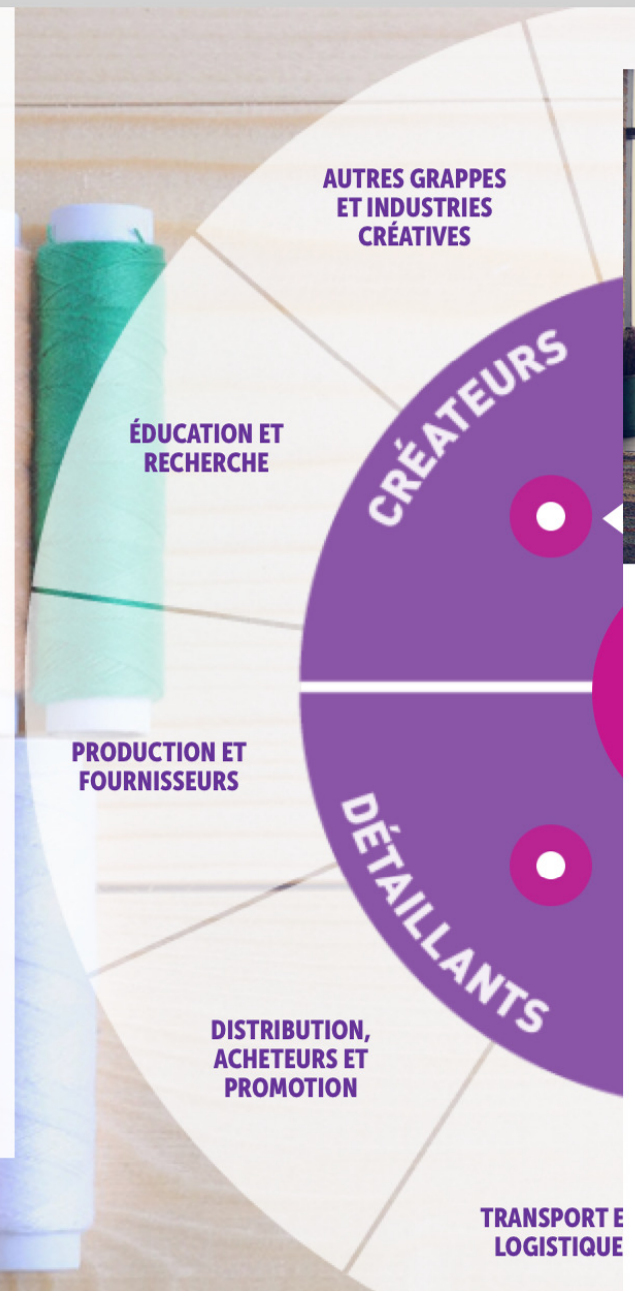 AUTRES GRAPPES
ET INDUSTRIES
CRÉATIVES
CRÉATEURS
ÉDUCATION ET
RECHERCHE
PRODUCTION ET
FOURNISSEURS
DÉTAILLANTS
DISTRIBUTION,
ACHETEURS ET
PROMOTION
TRANSPORT E
LOGISTIQUE